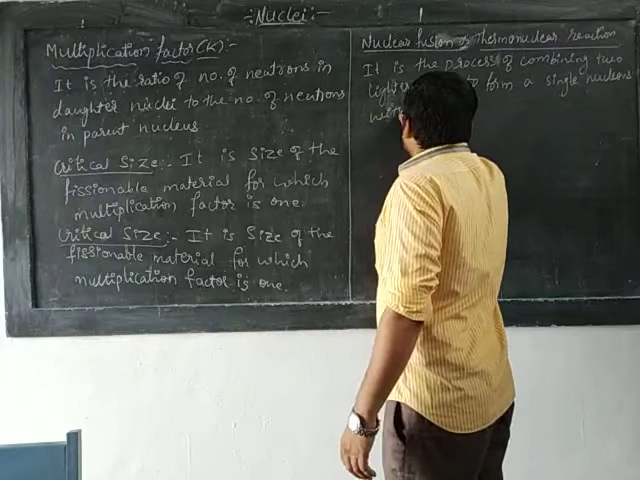 :- Nuclei :-
Multiplication factor (K) :-
It is the ratio of no. of neutrons in
daughter nuclei to the no. of neutrons
in parent nucleus.
Critical Size :- It is size of the
fissionable material for which
multiplication factor is one.
Critical Size :- It is size of the
fissionable material for which
multiplication factor is one.
Nuclear fusion or Thermonuclear reaction
It is the process of combining two
to form a single nucleus